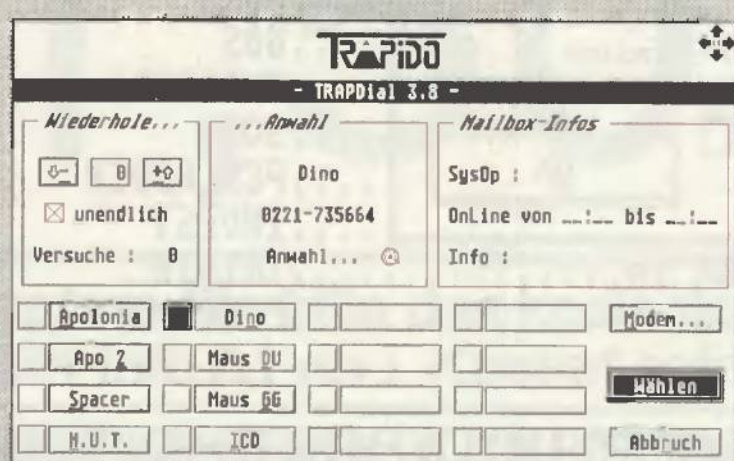 TRAPiDO
- TRAPDial 3.8 -
Wiederhole...
...Anwahl
Mailbox-Infos
- 0 +
unendlich
Versuche : 0
Dino
0221-735664
Anwahl...
SysOp :
OnLine von __:__ bis __:__
Info :
Apolonia Dino Modem...
Apo 2 Maus DU
Spacer Maus GG Wählen
M.U.T. ICD Abbruch